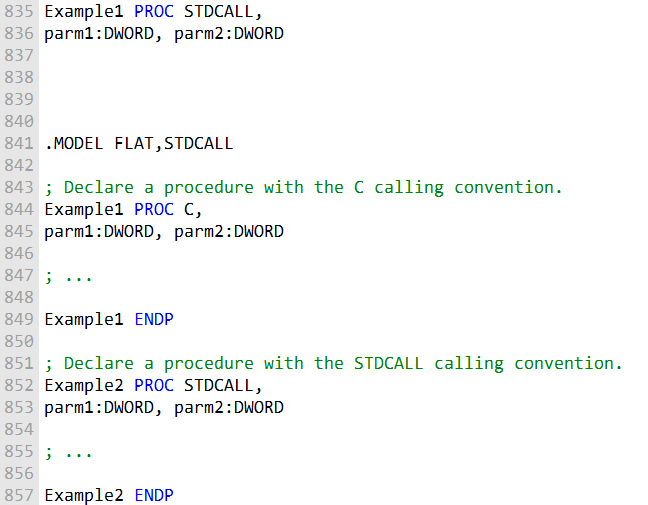 835 Example1 PROC STDCALL,
836 parm1:DWORD, parm2:DWORD
837
838
839
840
841 .MODEL FLAT,STDCALL
842
843 ; Declare a procedure with the C calling convention.
844 Example1 PROC C,
845 parm1:DWORD, parm2:DWORD
846
847 ; ...
848
849 Example1 ENDP
850
851 ; Declare a procedure with the STDCALL calling convention.
852 Example2 PROC STDCALL,
853 parm1:DWORD, parm2:DWORD
854
855 ; ...
856
857 Example2 ENDP